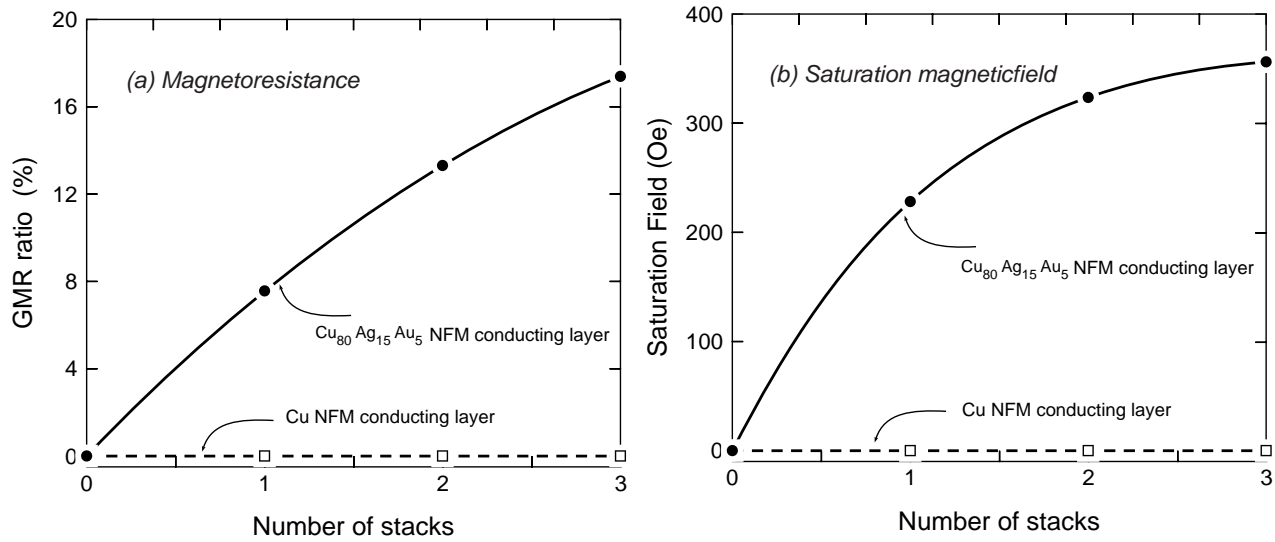 (a) Magnetoresistance
GMR ratio (%)
20
16
12
8
4
0
Cu80 Ag15 Au5 NFM conducting layer
Cu NFM conducting layer
0 1 2 3
Number of stacks
(b) Saturation magneticfield
Saturation Field (Oe)
400
300
200
100
0
Cu80 Ag15 Au5 NFM conducting layer
Cu NFM conducting layer
0 1 2 3
Number of stacks